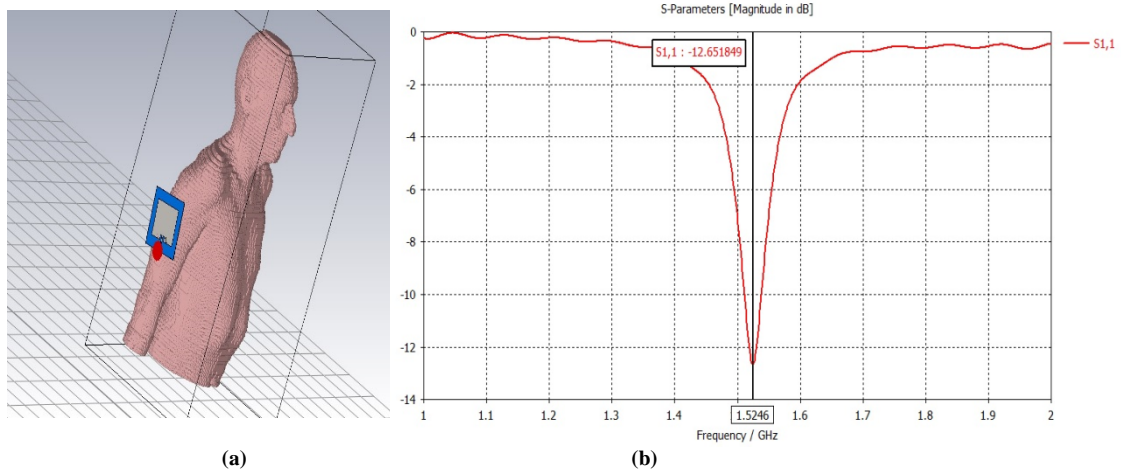 S-Parameters [Magnitude in dB]
0
-2
-4
-6
-8
-10
-12
-14
S1,1 : -12.651849
S1,1
1 1.1 1.2 1.3 1.4 1.5246 1.6 1.7 1.8 1.9 2
Frequency / GHz
(a) (b)